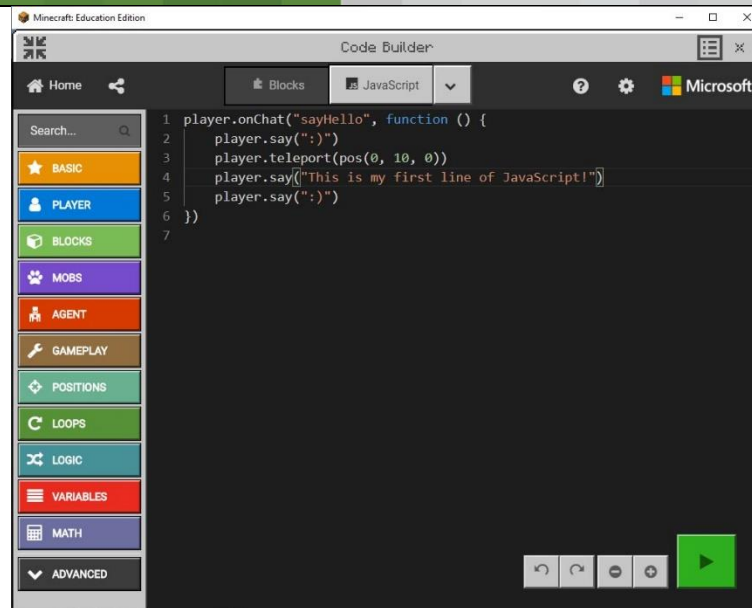 Minecraft: Education Edition
Code Builder
Home
Blocks
JavaScript
Microsoft
Search...
BASIC
PLAYER
BLOCKS
MOBS
AGENT
GAMEPLAY
POSITIONS
LOOPS
LOGIC
VARIABLES
MATH
ADVANCED
1 player.onChat("sayHello", function () {
2 player.say(":)")
3 player.teleport(pos(0, 10, 0))
4 player.say("This is my first line of JavaScript!")
5 player.say(":)")
6 })
7